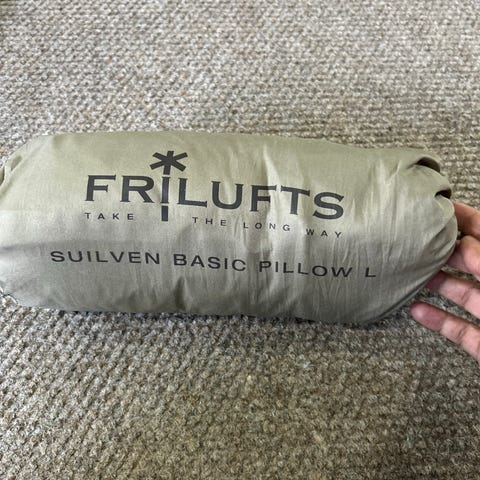 FRILUFTS
TAKE THE LONG WAY
SUILVEN BASIC PILLOW L